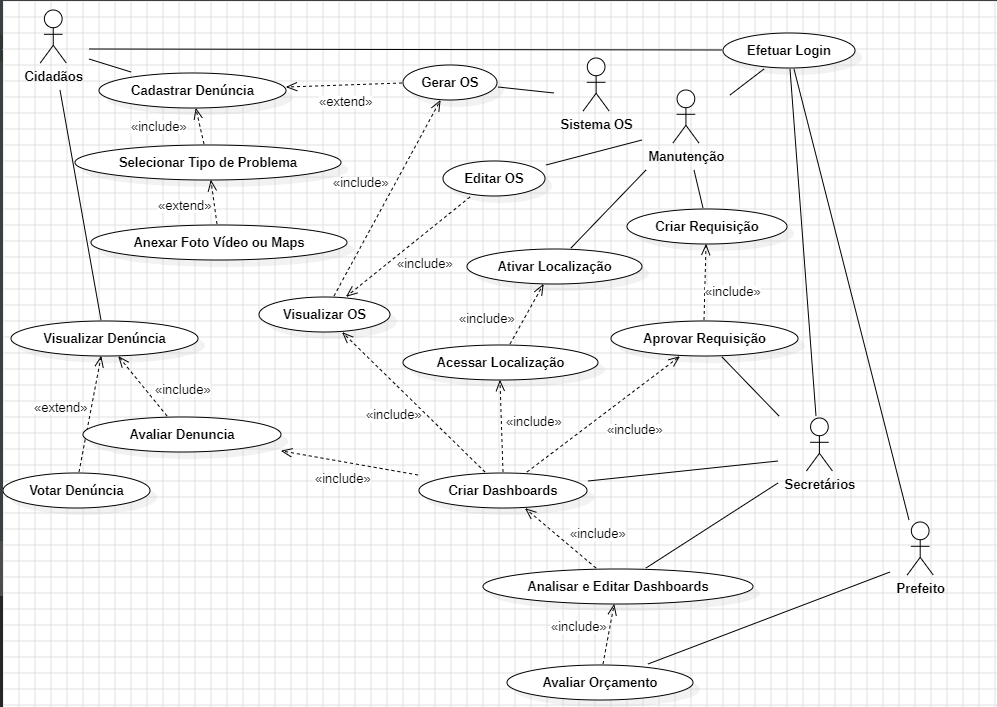 Efetuar Login
Cidadãos
Cadastrar Denúncia
Gerar OS
«extend»
Sistema OS
«include»
Manutenção
Selecionar Tipo de Problema
Editar OS
«include»
«extend»
Criar Requisição
Anexar Foto Vídeo ou Maps
«include»
Ativar Localização
«include»
Visualizar OS
«include»
Visualizar Denúncia
Aprovar Requisição
Acessar Localização
«include»
«extend»
«include»
«include»
«include»
Avaliar Denuncia
«include»
Secretários
Votar Denúncia
Criar Dashboards
«include»
Analisar e Editar Dashboards
Prefeito
«include»
Avaliar Orçamento